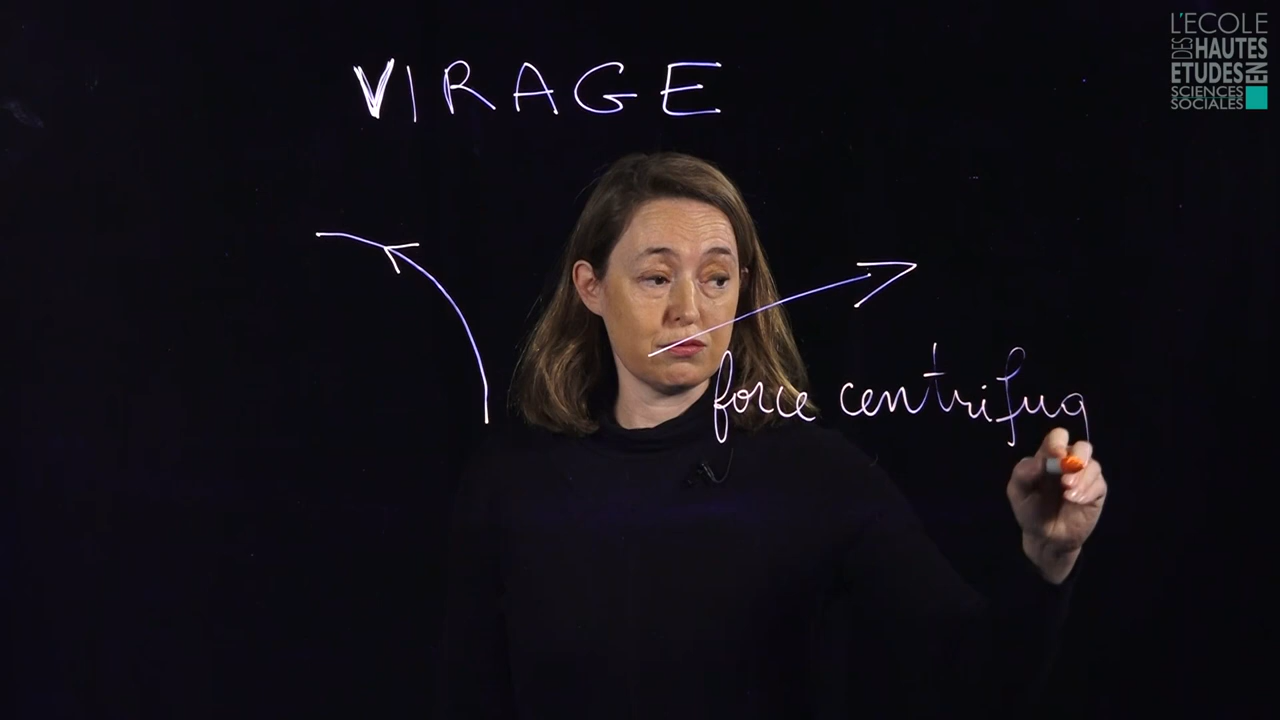 VIRAGE
force centrifug
L'ECOLE
DES HAUTES
ETUDES EN
SCIENCES
SOCIALES